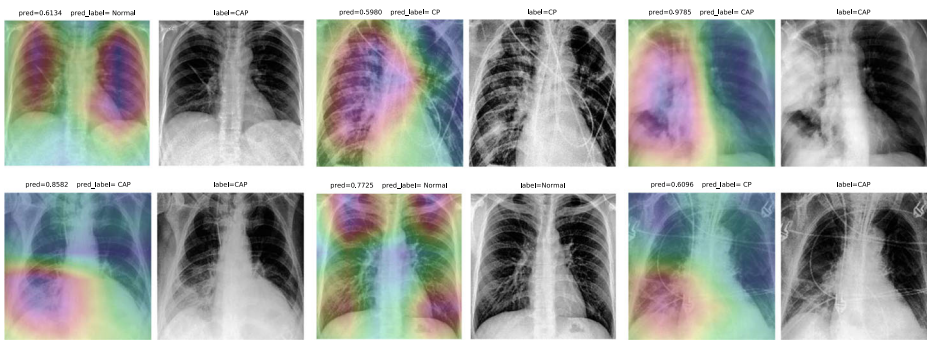 pred=0.6134 pred_label= Normal
label=CAP
pred=0.5980 pred_label= CP
label=CP
pred=0.9785 pred_label= CAP
label=CAP
pred=0.8582 pred_label= CAP
label=CAP
pred=0.7725 pred_label= Normal
label=Normal
pred=0.6096 pred_label= CP
label=CAP